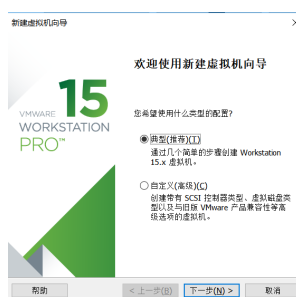 新建虚拟机向导
欢迎使用新建虚拟机向导
VMWARE 15
WORKSTATION
PRO™
您希望使用什么类型的配置?
典型(推荐)(T)
通过几个简单的步骤创建 Workstation
15.x 虚拟机。
自定义(高级)(C)
创建带有 SCSI 控制器类型、虚拟磁盘类
型以及与旧版 VMware 产品兼容性等高
级选项的虚拟机。
帮助
< 上一步(B)
下一步(N) >
取消